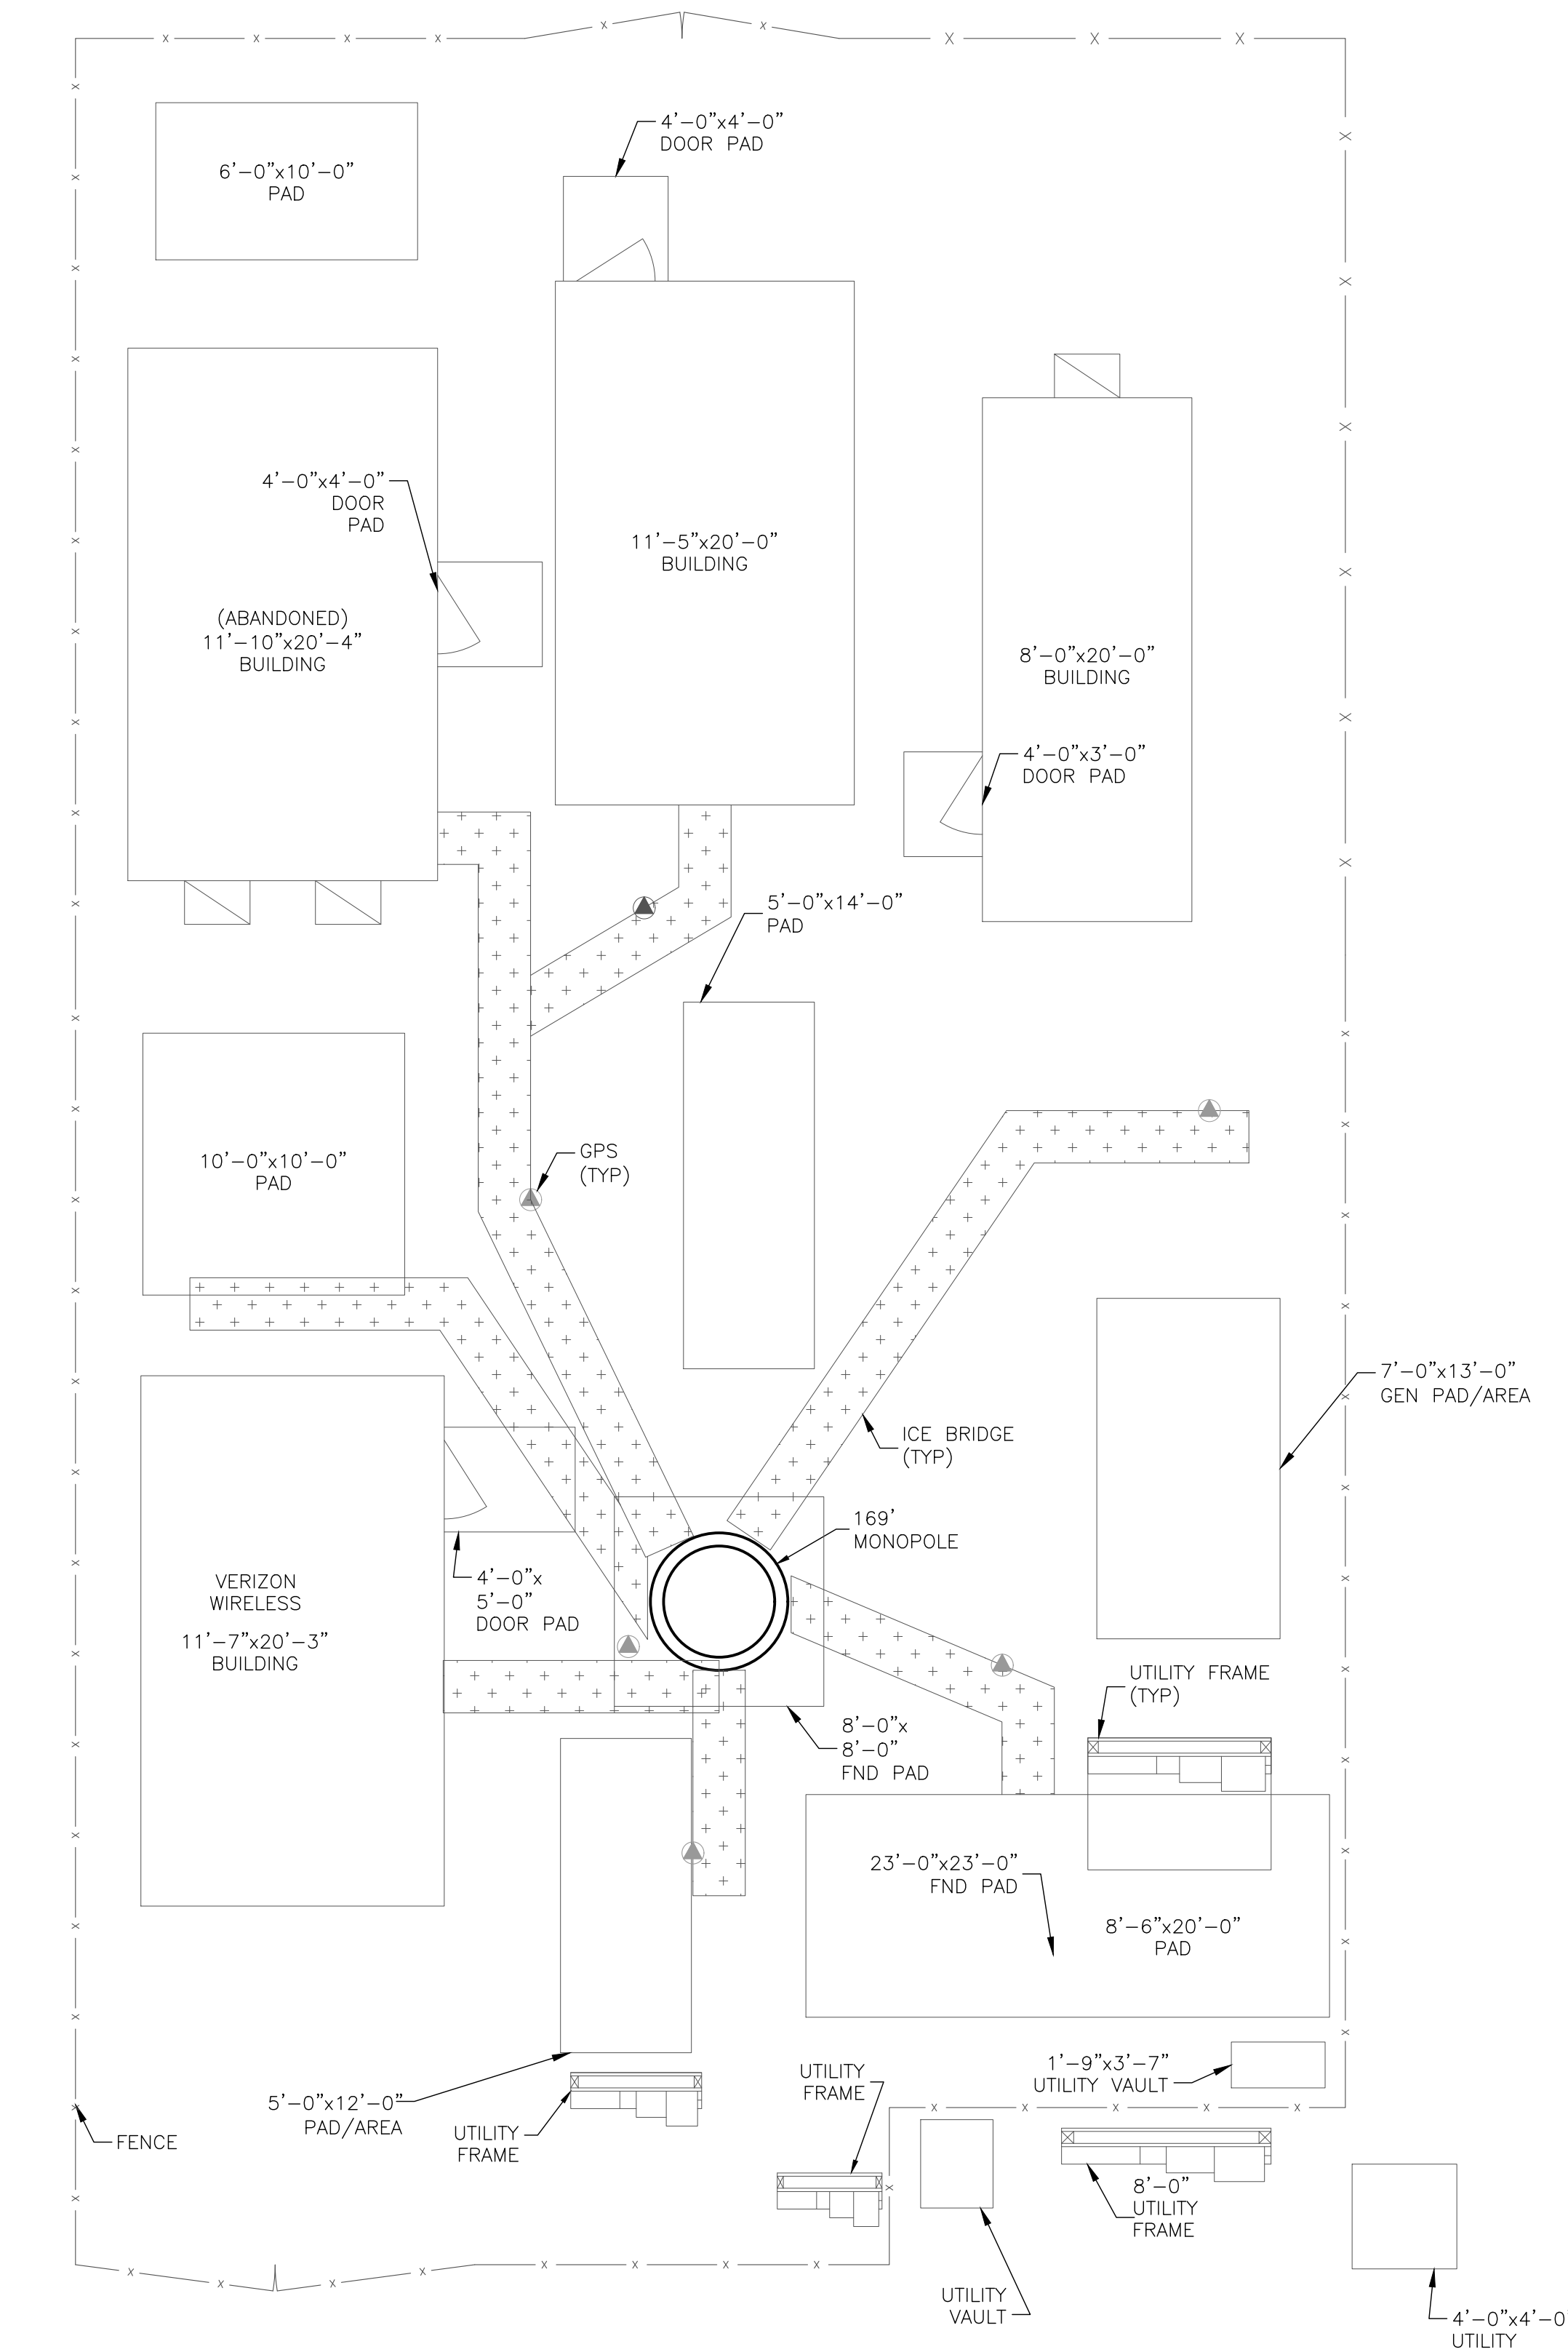 4'-0"x4'-0"
DOOR PAD
6'-0"x10'-0"
PAD
4'-0"x4'-0"
DOOR
PAD
11'-5"x20'-0"
BUILDING
(ABANDONED)
11'-10"x20'-4"
BUILDING
8'-0"x20'-0"
BUILDING
4'-0"x3'-0"
DOOR PAD
5'-0"x14'-0"
PAD
10'-0"x10'-0"
PAD
GPS
(TYP)
7'-0"x13'-0"
GEN PAD/AREA
ICE BRIDGE
(TYP)
169'
MONOPOLE
4'-0"x
5'-0"
DOOR PAD
VERIZON
WIRELESS
11'-7"x20'-3"
BUILDING
UTILITY FRAME
(TYP)
8'-0"x
8'-0"
FND PAD
23'-0"x23'-0"
FND PAD
8'-6"x20'-0"
PAD
1'-9"x3'-7"
UTILITY VAULT
UTILITY
FRAME
5'-0"x12'-0"
PAD/AREA
UTILITY
FRAME
FENCE
8'-0"
UTILITY
FRAME
UTILITY
VAULT
4'-0"x4'-0
UTILITY